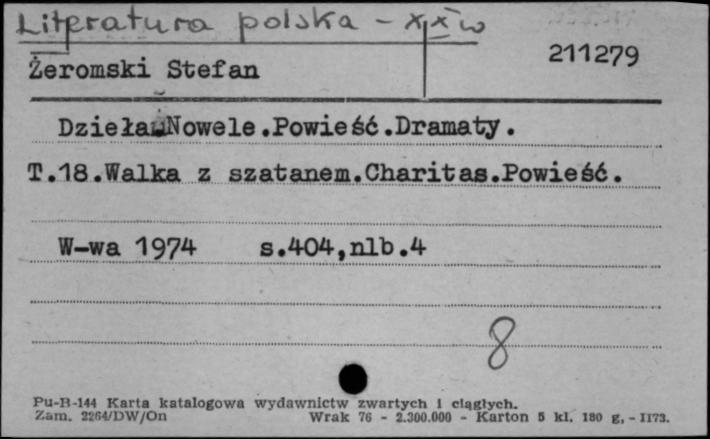 Literatura polska - XX w
Żeromski Stefan 211279
Dzieła.Nowele.Powieść.Dramaty.
T.18.Walka z szatanem.Charitas.Powieść.
W-wa 1974 s.404,nlb.4
8
Pu-B-144 Karta katalogowa wydawnictw zwartych i ciągłych.
Zam. 2264/DW/On Wrak 76 - 2.300.000 - Karton 5 kl. 180 g. - II73.